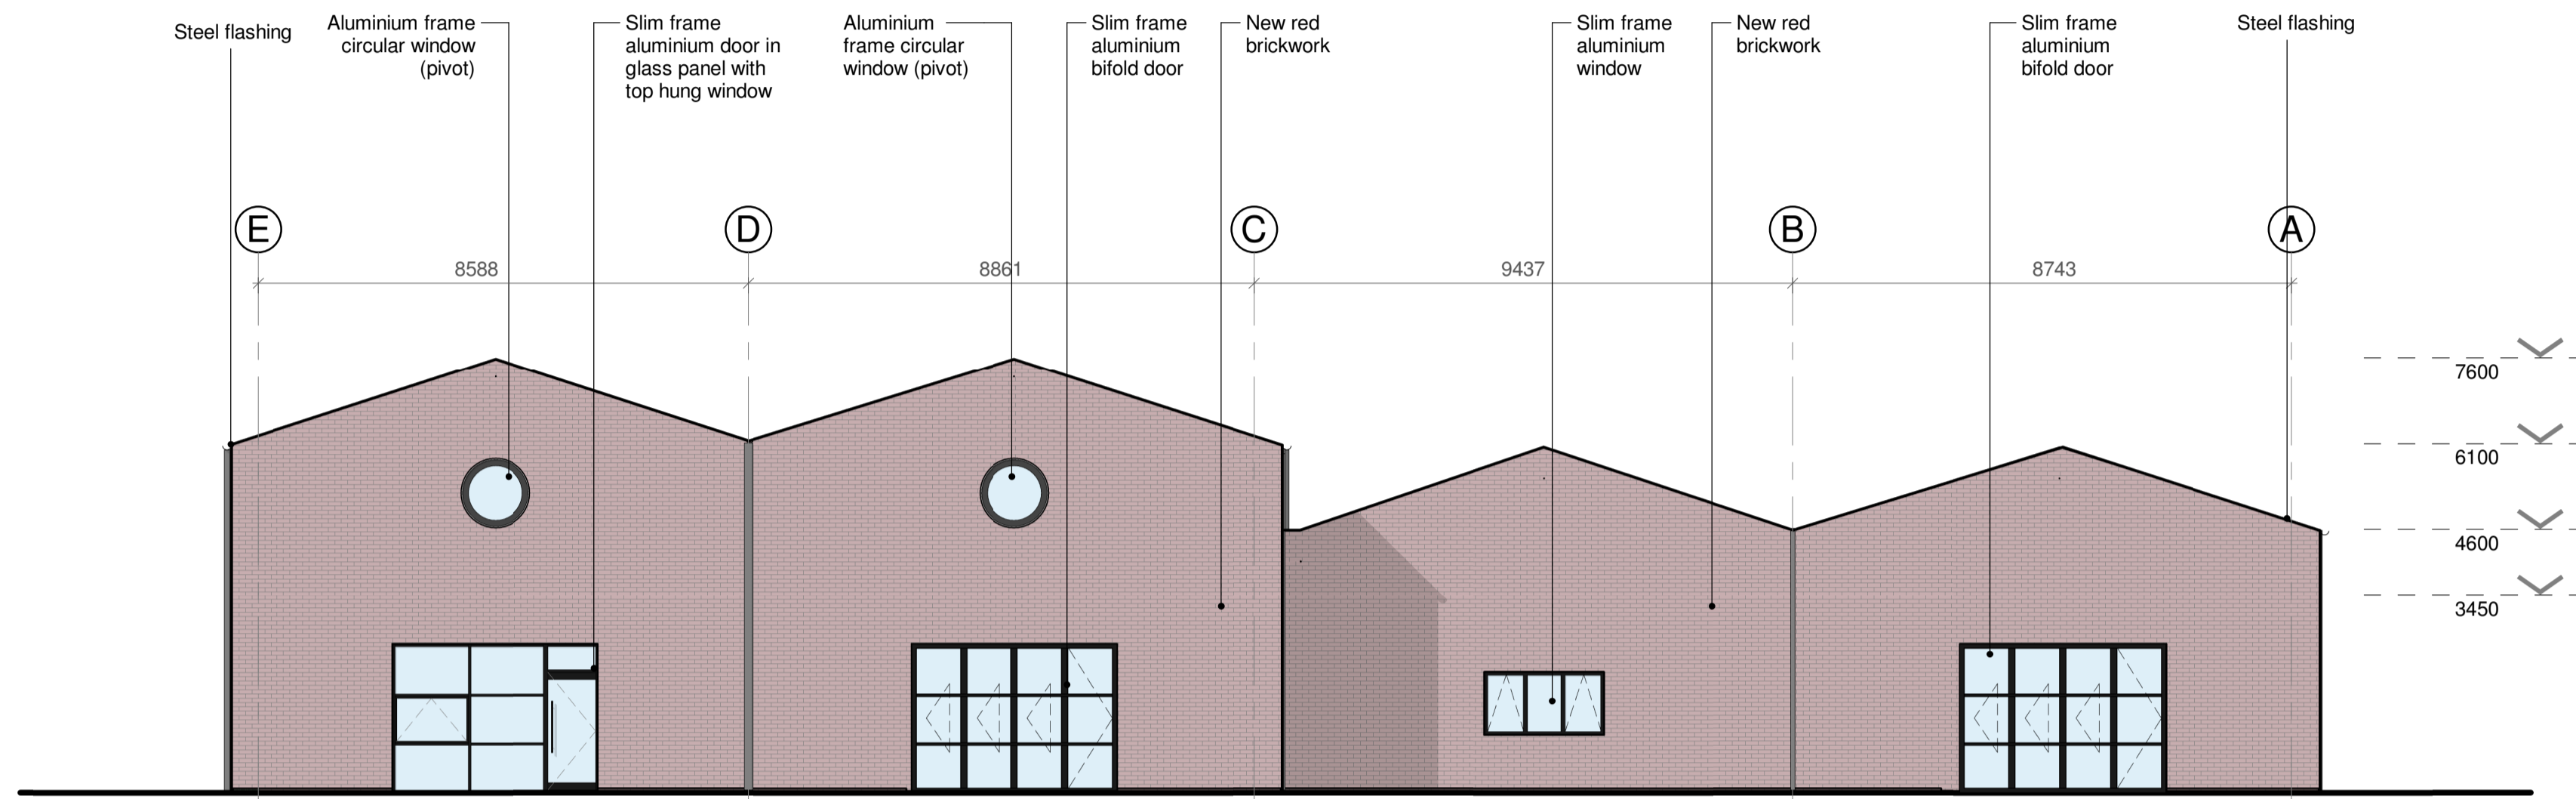 Steel flashing
Aluminium frame
circular window
(pivot)
Slim frame
aluminium door in
glass panel with
top hung window
Aluminium
frame circular
window (pivot)
Slim frame
aluminium
bifold door
New red
brickwork
Slim frame
aluminium
window
New red
brickwork
Slim frame
aluminium
bifold door
Steel flashing
E
D
C
B
A
8588
8861
9437
8743
7600
6100
4600
3450